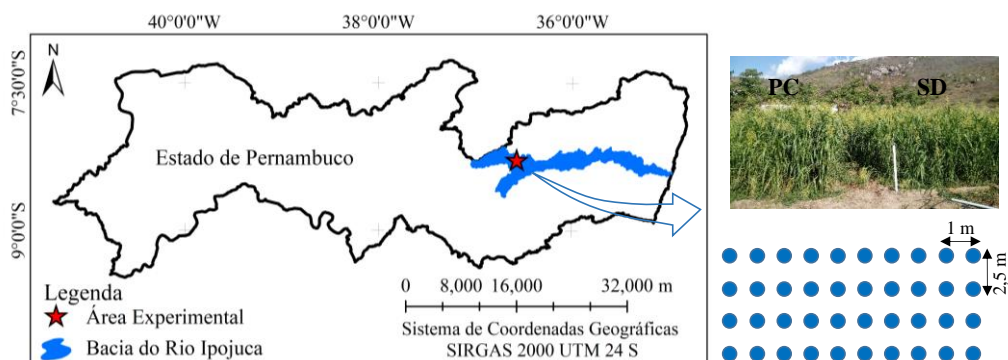 40°0'0"W 38°0'0"W 36°0'0"W
N
7°30'0"S
9°0'0"S
Estado de Pernambuco
Legenda
Área Experimental
Bacia do Rio Ipojuca
0 8,000 16,000 32,000 m
Sistema de Coordenadas Geográficas
SIRGAS 2000 UTM 24 S
PC SD
1 m
2,5 m